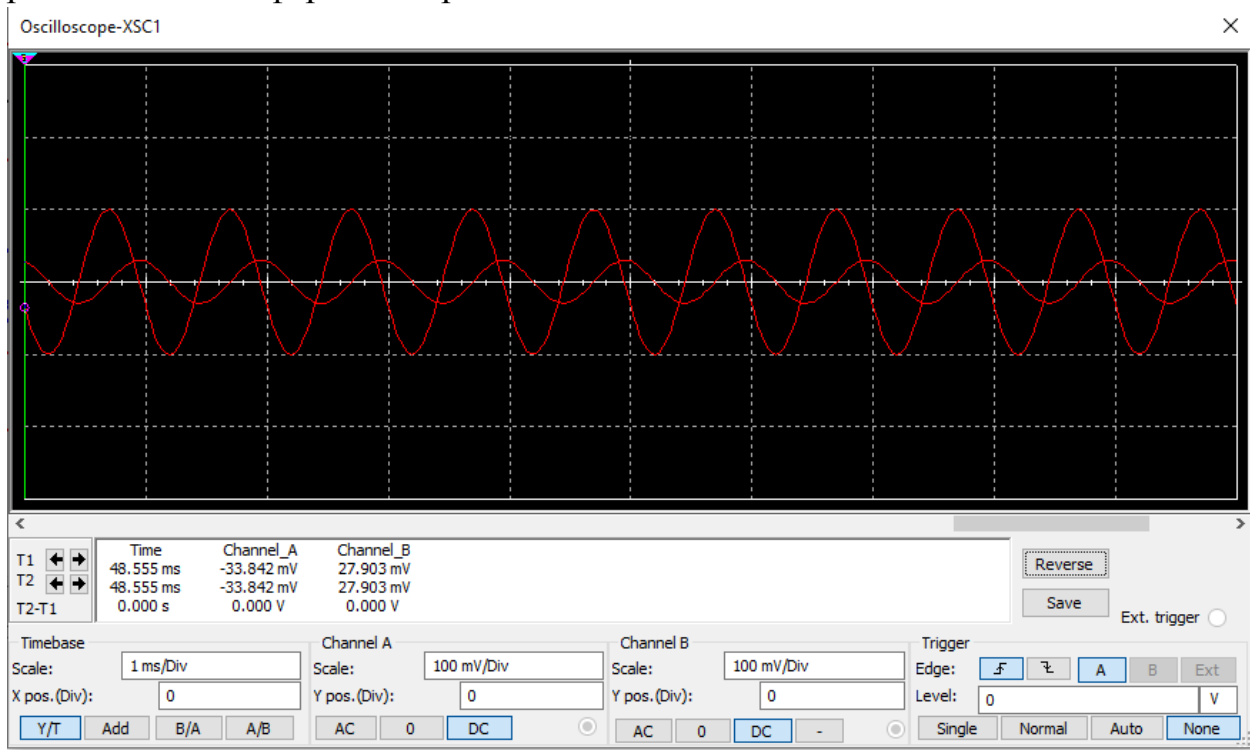 Oscilloscope-XSC1
Time Channel_A Channel_B
T1 48.555 ms -33.842 mV 27.903 mV
T2 48.555 ms -33.842 mV 27.903 mV
T2-T1 0.000 s 0.000 V 0.000 V
Reverse
Save
Ext. trigger
Timebase
Scale: 1 ms/Div
X pos.(Div): 0
Y/T Add B/A A/B
Channel A
Scale: 100 mV/Div
Y pos.(Div): 0
AC 0 DC
Channel B
Scale: 100 mV/Div
Y pos.(Div): 0
AC 0 DC -
Trigger
Edge: A B Ext
Level: 0 V
Single Normal Auto None